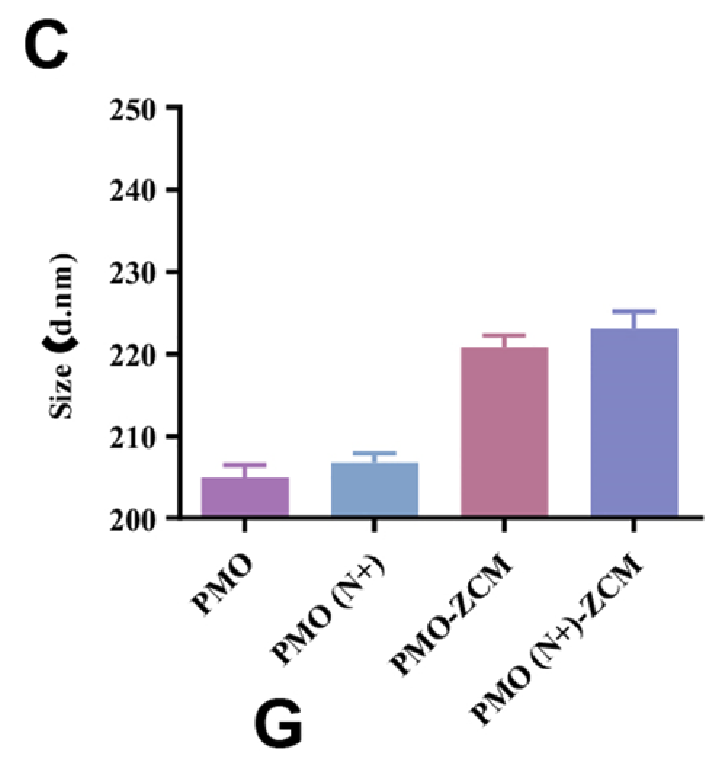 C
250
240
230
220
210
200
Size (d.nm)
PMO
PMO (N+)
PMO-ZCM
PMO (N+)-ZCM
G